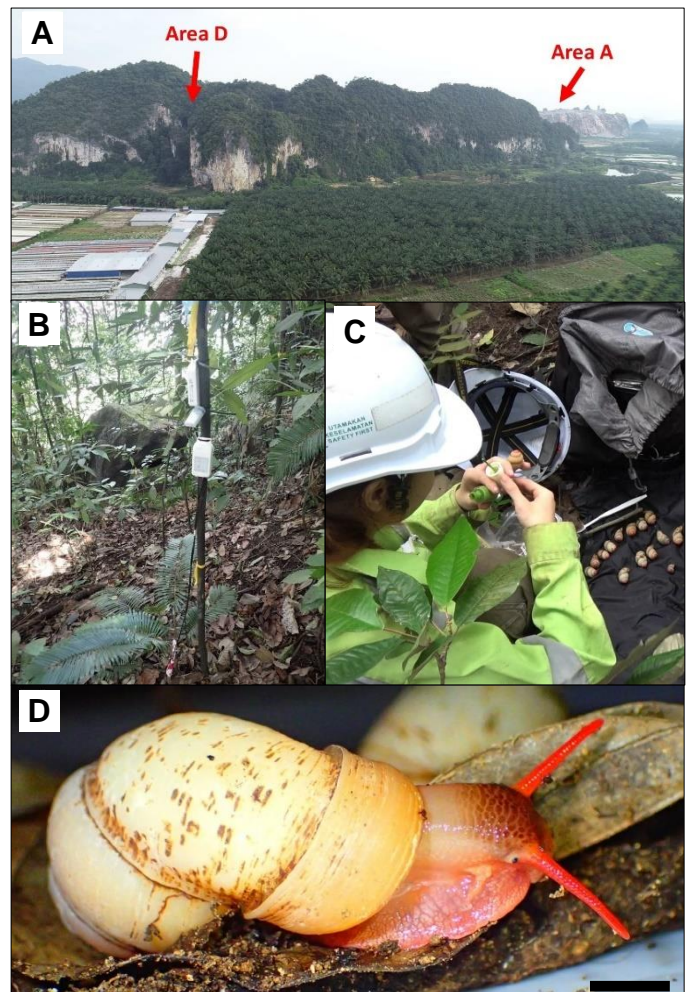 A
Area D
Area A
B
C
UTAMAKAN
KESELAMATAN
SAFETY FIRST
D